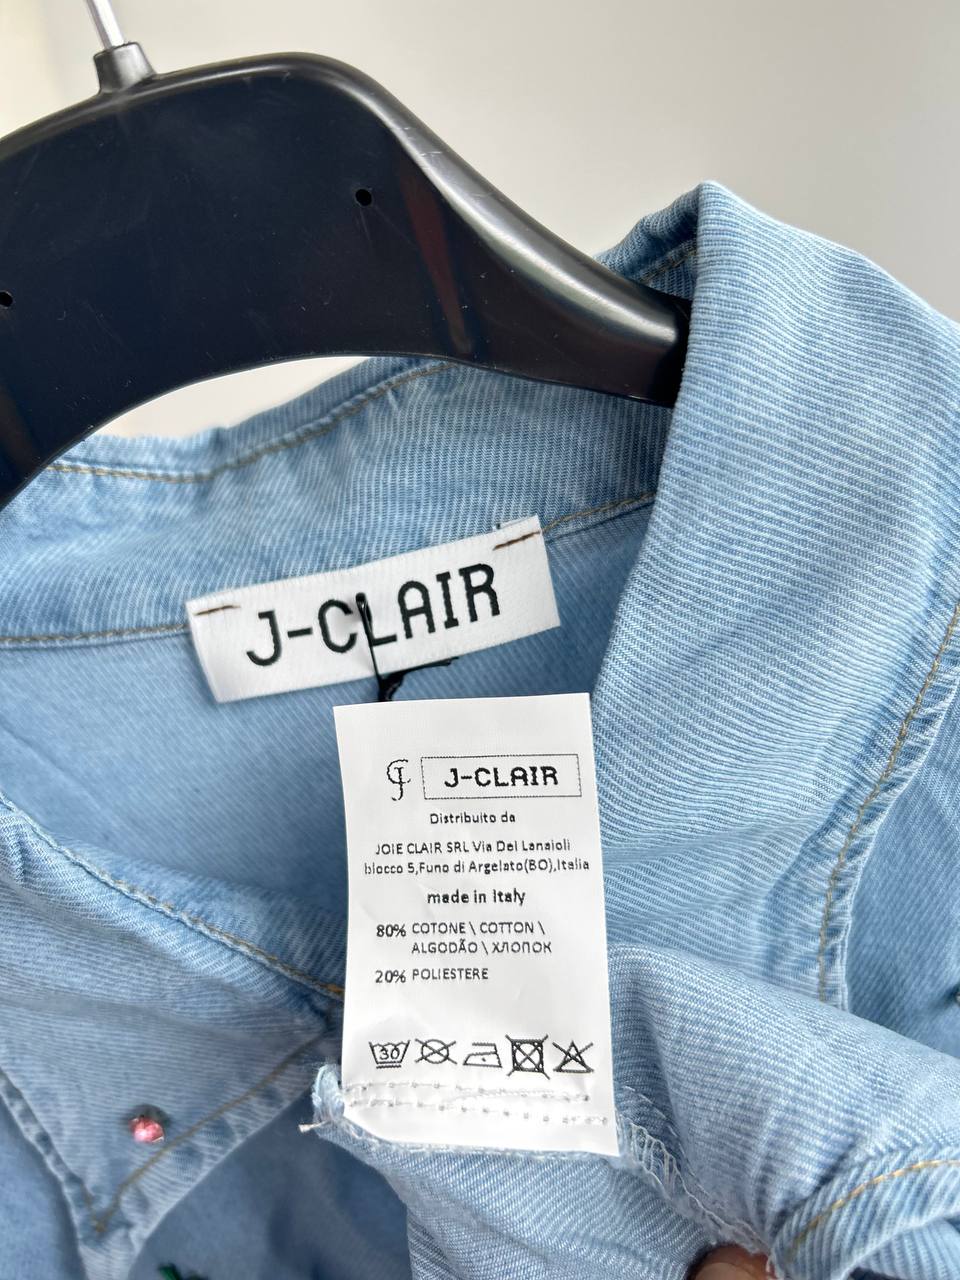 J-CLAIR
J-CLAIR
Distribuito da
JOIE CLAIR SRL Via Dei Lanaioli
blocco 5,Funo di Argelato(BO),Italia
made in Italy
80% COTONE \ COTTON \
ALGODÃO \ ХЛОПОК
20% POLIESTERE
30